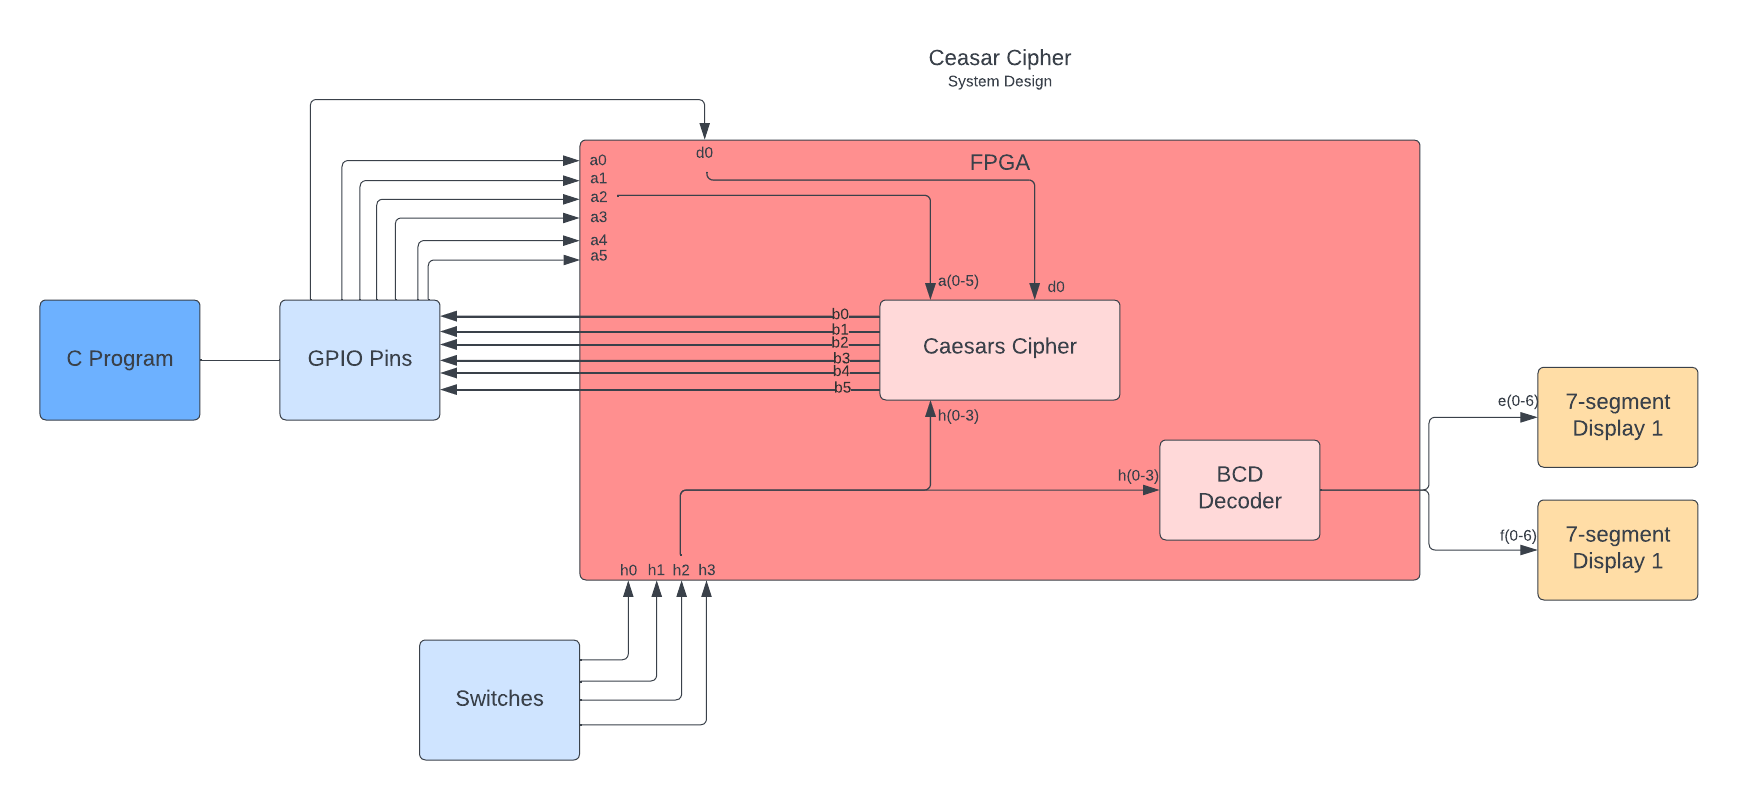 Ceasar Cipher
System Design
d0
FPGA
a0
a1
a2
a3
a4
a5
a(0-5)
d0
C Program
GPIO Pins
b0
b1
b2
b3
b4
b5
Caesars Cipher
h(0-3)
h(0-3)
BCD
Decoder
e(0-6)
7-segment
Display 1
f(0-6)
7-segment
Display 1
h0 h1 h2 h3
Switches